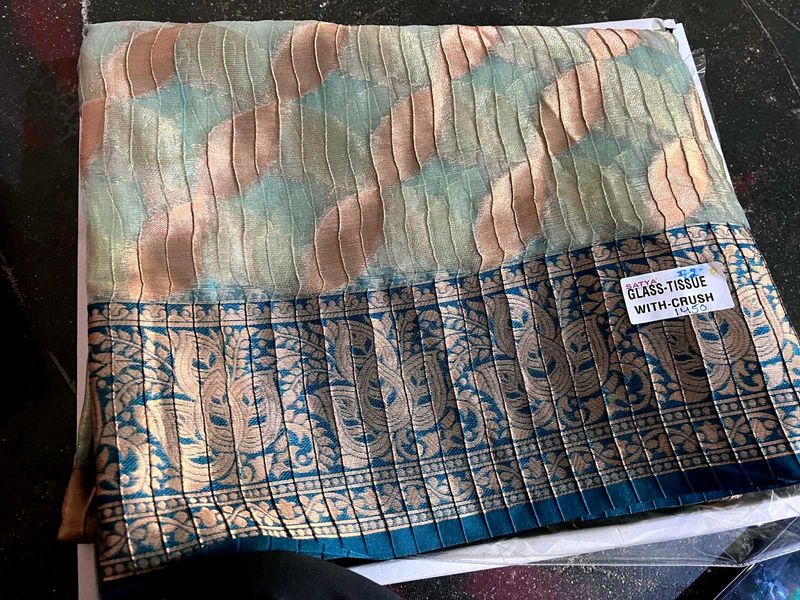 SATYA
GLASS-TISSUE
WITH-CRUSH
1450